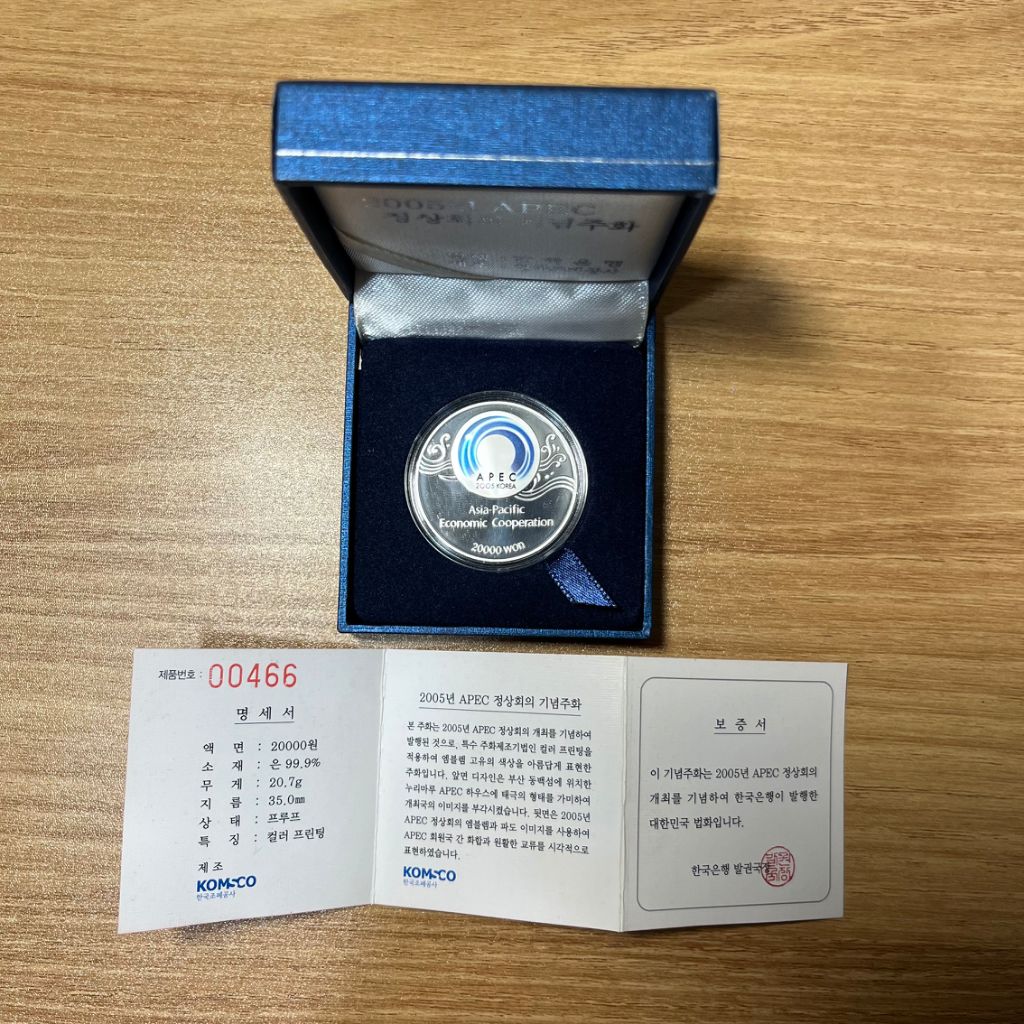 2005년 APEC
정상회의 기념주화
APEC
2005 KOREA
Asia-Pacific
Economic Cooperation
20000 won
제품번호 : 00466
명 세 서
액 면 : 20000원
소 재 : 은 99.9%
무 게 : 20.7g
지 름 : 35.0mm
상 태 : 프루프
특 징 : 컬러 프린팅
제 조
KOMSCO
한국조폐공사
2005년 APEC 정상회의 기념주화
본 주화는 2005년 APEC 정상회의 개최를 기념하여
발행된 것으로, 특수 주화제조기법인 컬러 프린팅을
적용하여 엠블렘 고유의 색상을 아름답게 표현한
주화입니다. 앞면 디자인은 부산 동백섬에 위치한
누리마루 APEC 하우스에 태극의 형태를 가미하여
개최국의 이미지를 부각시켰습니다. 뒷면은 2005년
APEC 정상회의 엠블렘과 파도 이미지를 사용하여
APEC 회원국 간 화합과 원활한 교류를 시각적으로
표현하였습니다.
KOMSCO
한국조폐공사
보 증 서
이 기념주화는 2005년 APEC 정상회의
개최를 기념하여 한국은행이 발행한
대한민국 법화입니다.
한국은행 발권국장